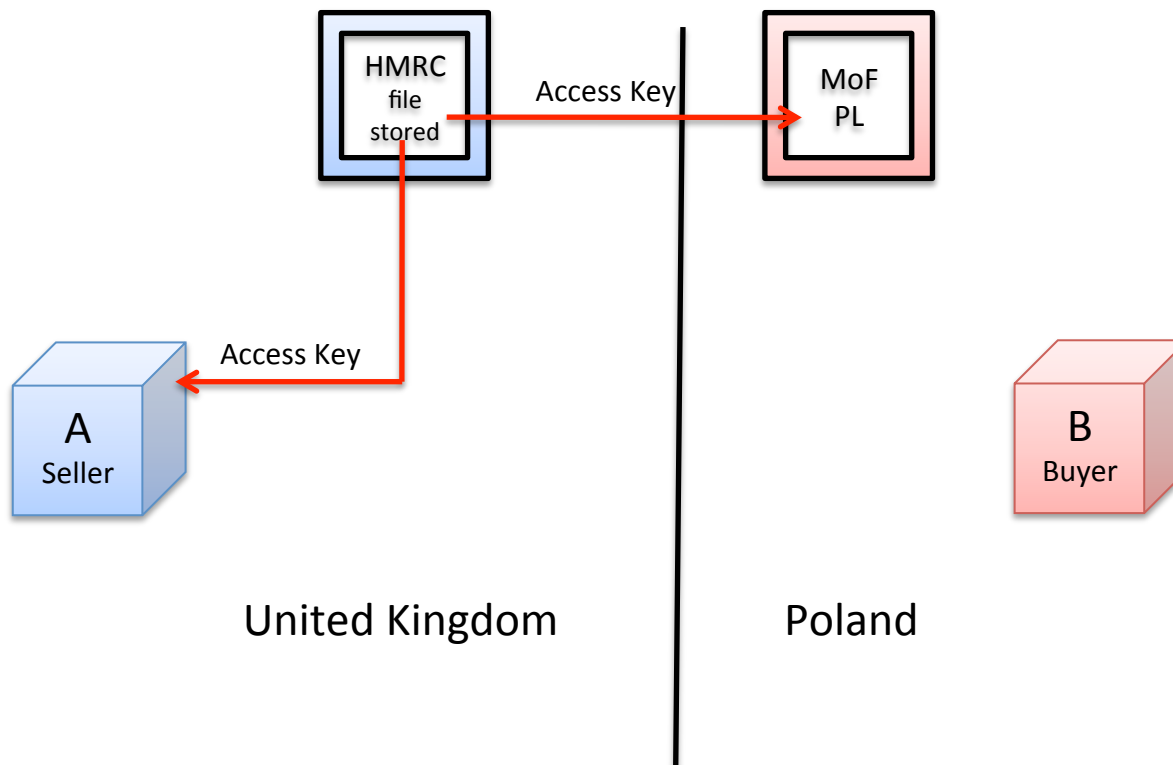 HMRC
file
stored
Access Key
MoF
PL
Access Key
A
Seller
B
Buyer
United Kingdom
Poland